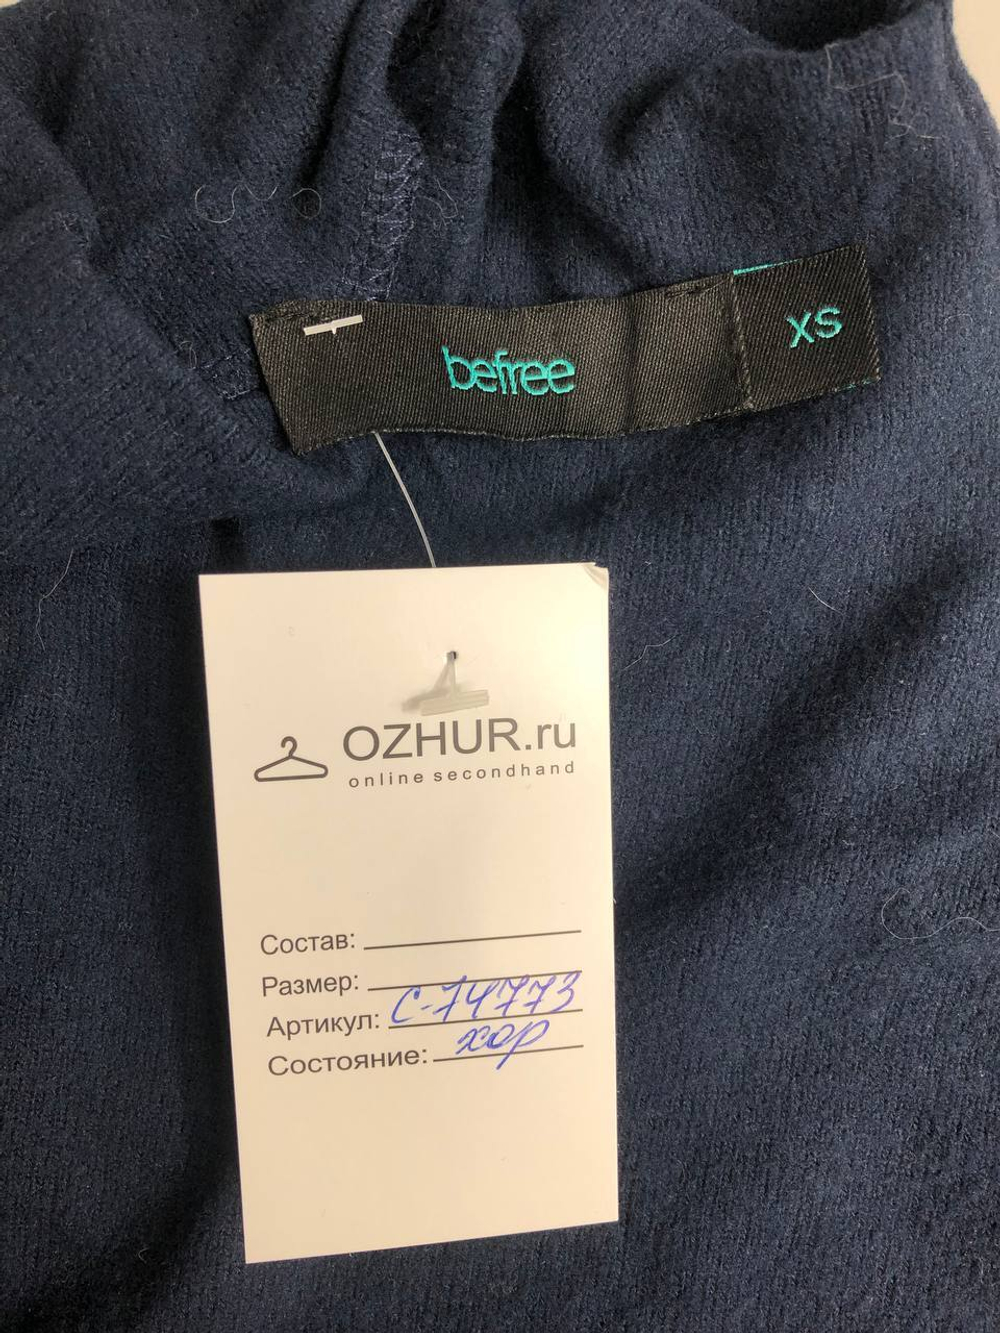 befree
XS
OZHUR.ru
online secondhand
Состав:
Размер:
Артикул: С-74773
Состояние: хор